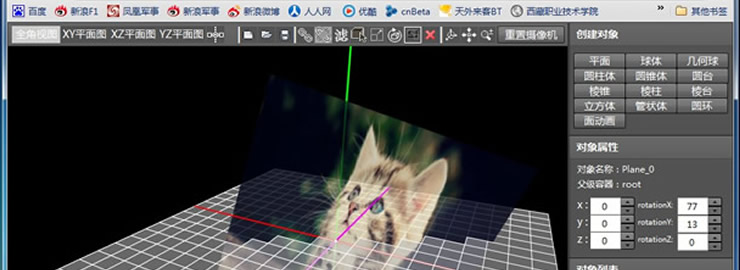 百度 新浪F1 凤凰军事 新浪军事 新浪微博 人人网 优酷 cnBeta 天外来客BT 西藏职业技术学院 » 其他书签
全角视图 XY平面图 XZ平面图 YZ平面图 滤 重置摄像机
创建对象
平面 球体 几何球
圆柱体 圆锥体 圆台
棱锥 棱柱 棱台
立方体 管状体 圆环
面动画
对象属性
对象名称：Plane_0
父级容器：root
x: 0 rotationX: 77
y: 0 rotationY: 13
z: 0 rotationZ: 0
对象列表